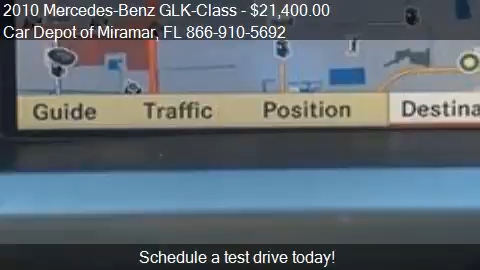 2010 Mercedes-Benz GLK-Class - $21,400.00
Car Depot of Miramar, FL 866-910-5692
Guide Traffic Position Destina
Schedule a test drive today!